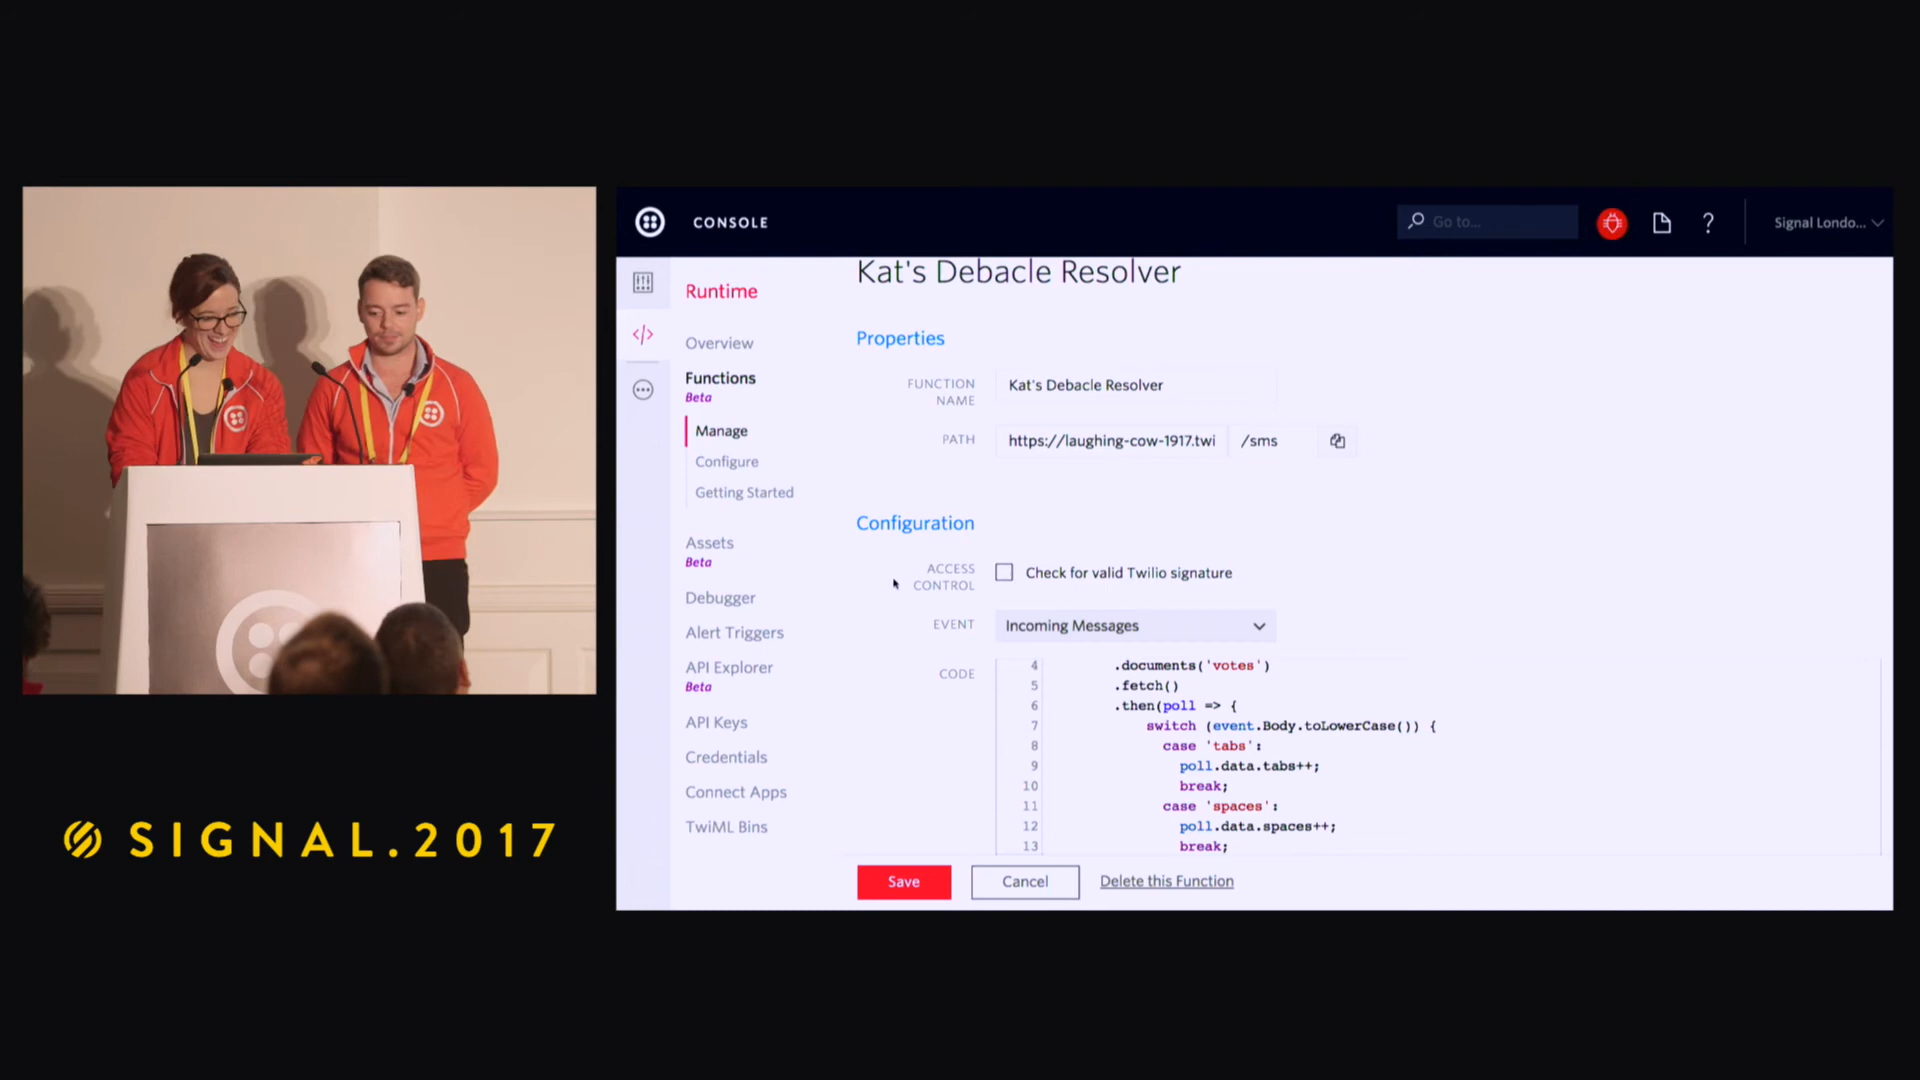 CONSOLE
Go to...
?
Signal Londo...
Runtime
Overview
Functions
Beta
Manage
Configure
Getting Started
Assets
Beta
Debugger
Alert Triggers
API Explorer
Beta
API Keys
Credentials
Connect Apps
TwiML Bins
Kat's Debacle Resolver
Properties
FUNCTION
NAME
Kat's Debacle Resolver
PATH
https://laughing-cow-1917.twi
/sms
Configuration
ACCESS
CONTROL
Check for valid Twilio signature
EVENT
Incoming Messages
CODE
4 .documents('votes')
5 .fetch()
6 .then(poll => {
7 switch (event.Body.toLowerCase()) {
8 case 'tabs':
9 poll.data.tabs++;
10 break;
11 case 'spaces':
12 poll.data.spaces++;
13 break;
Save
Cancel
Delete this Function
SIGNAL.2017